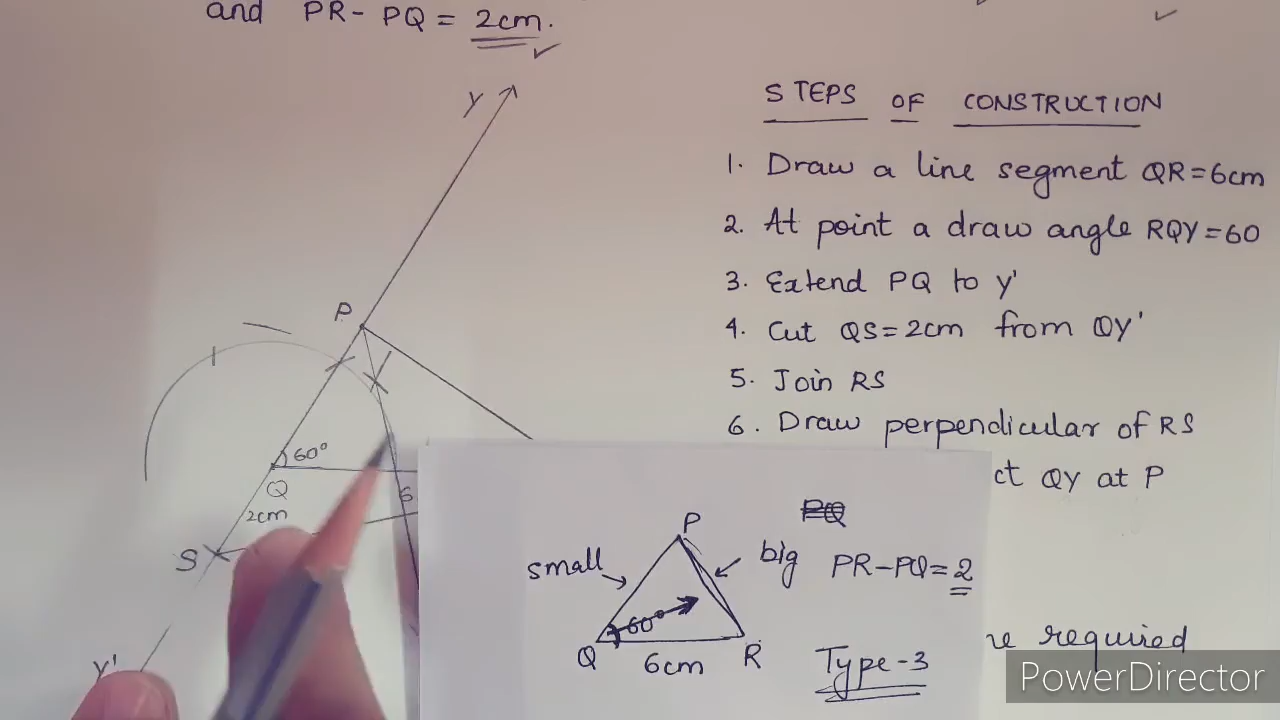 and PR- PQ = 2cm.
Y
P
60°
Q
6
2cm
S
Y'
STEPS OF CONSTRUCTION
1. Draw a line segment QR=6cm
2. At point a draw angle RQY=60
3. Extend PQ to y'
4. Cut QS=2cm from QY'
5. Join RS
6. Draw perpendicular of RS
ct QY at P
required
P
small
big
PR-PQ=2
60°
Q
6cm
R
Type-3
PowerDirector